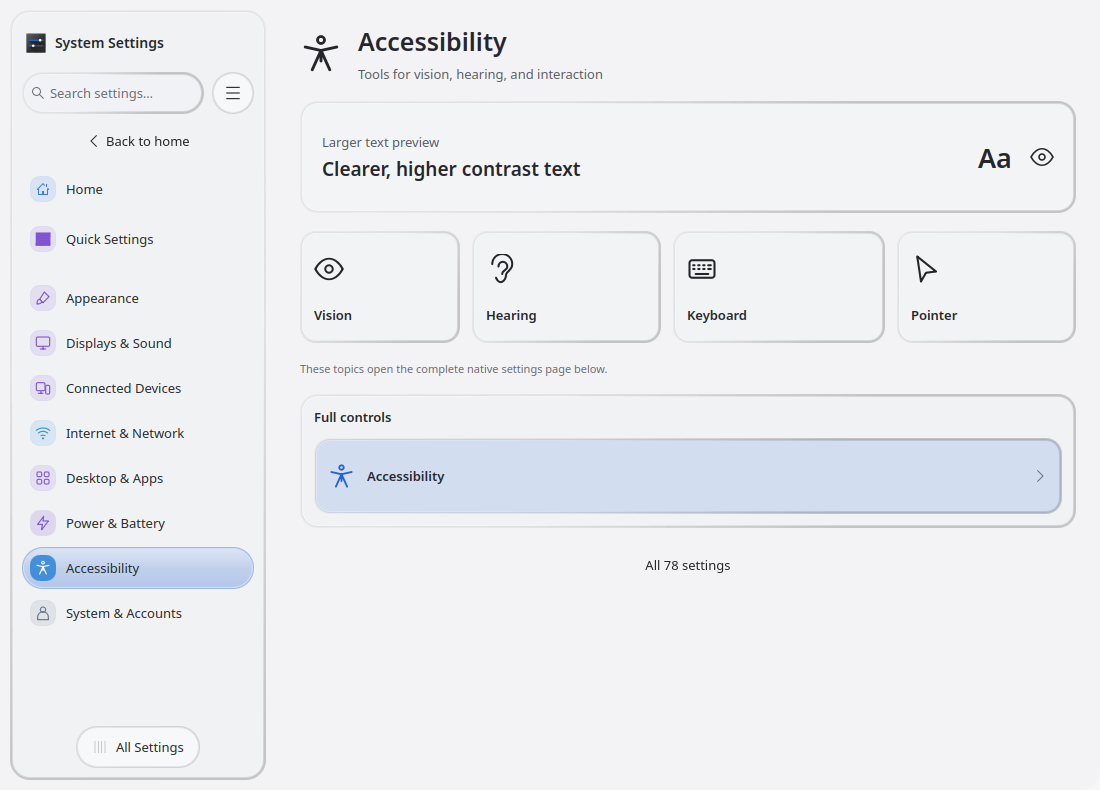 System Settings
Search settings...
Back to home
Home
Quick Settings
Appearance
Displays & Sound
Connected Devices
Internet & Network
Desktop & Apps
Power & Battery
Accessibility
System & Accounts
All Settings
Accessibility
Tools for vision, hearing, and interaction
Larger text preview
Clearer, higher contrast text
Aa
Vision
Hearing
Keyboard
Pointer
These topics open the complete native settings page below.
Full controls
Accessibility
All 78 settings